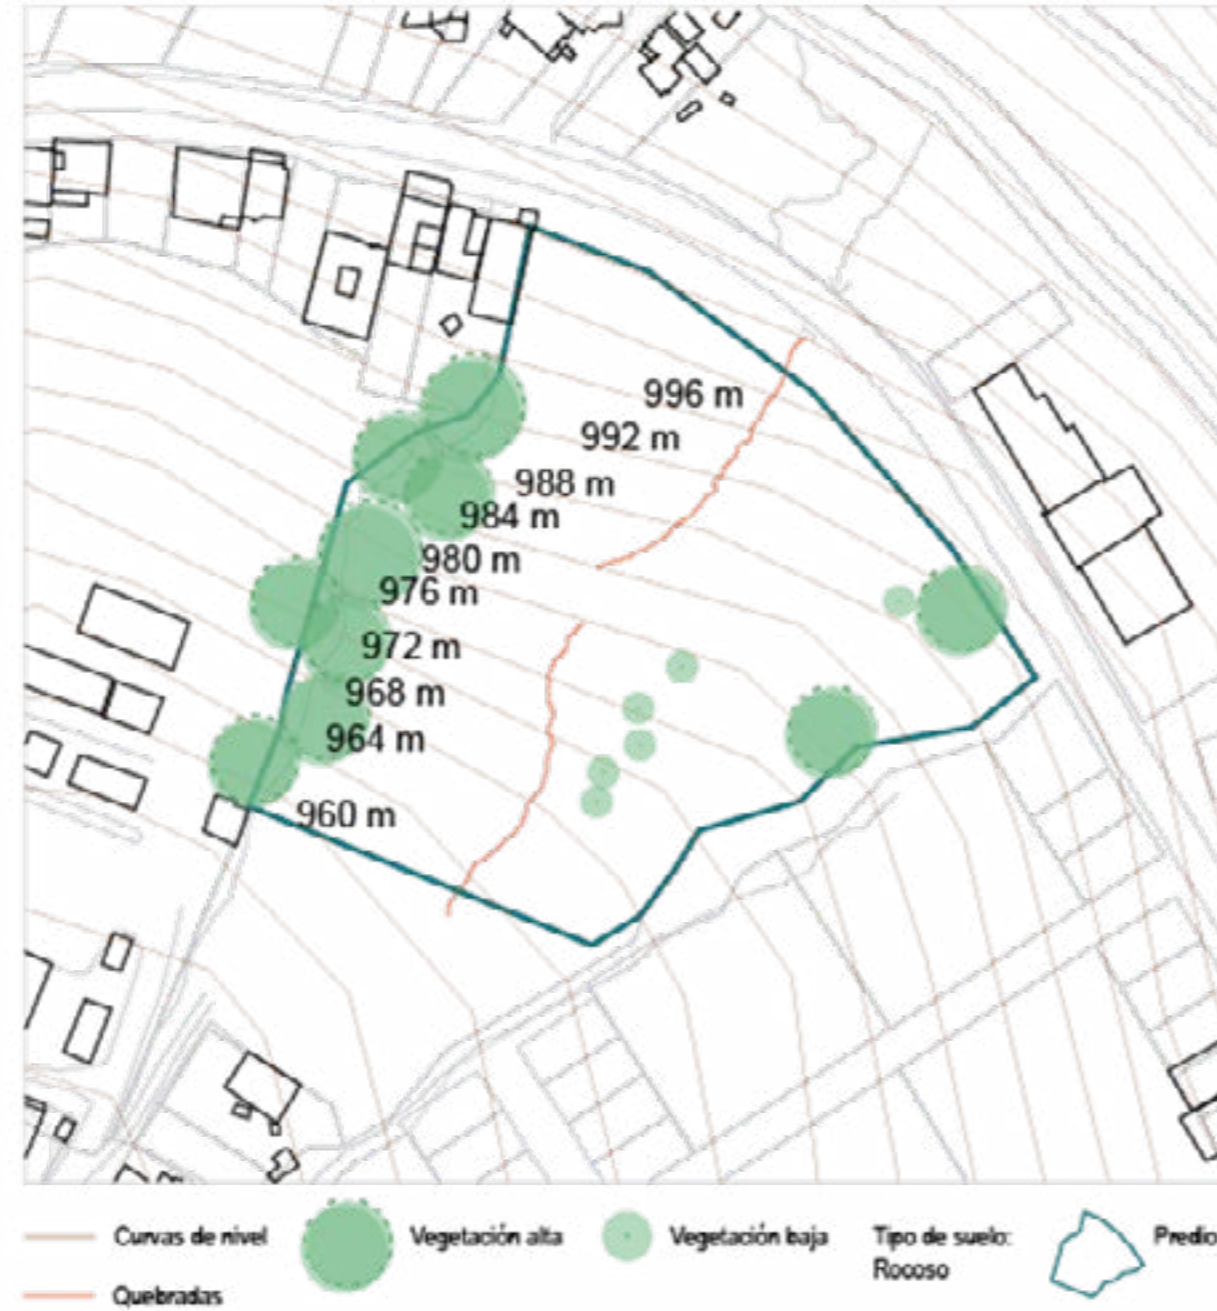 996 m
992 m
988 m
984 m
980 m
976 m
972 m
968 m
964 m
960 m
Curvas de nivel
Vegetación alta
Vegetación baja
Tipo de suelo:
Rocoso
Predio
Quebradas